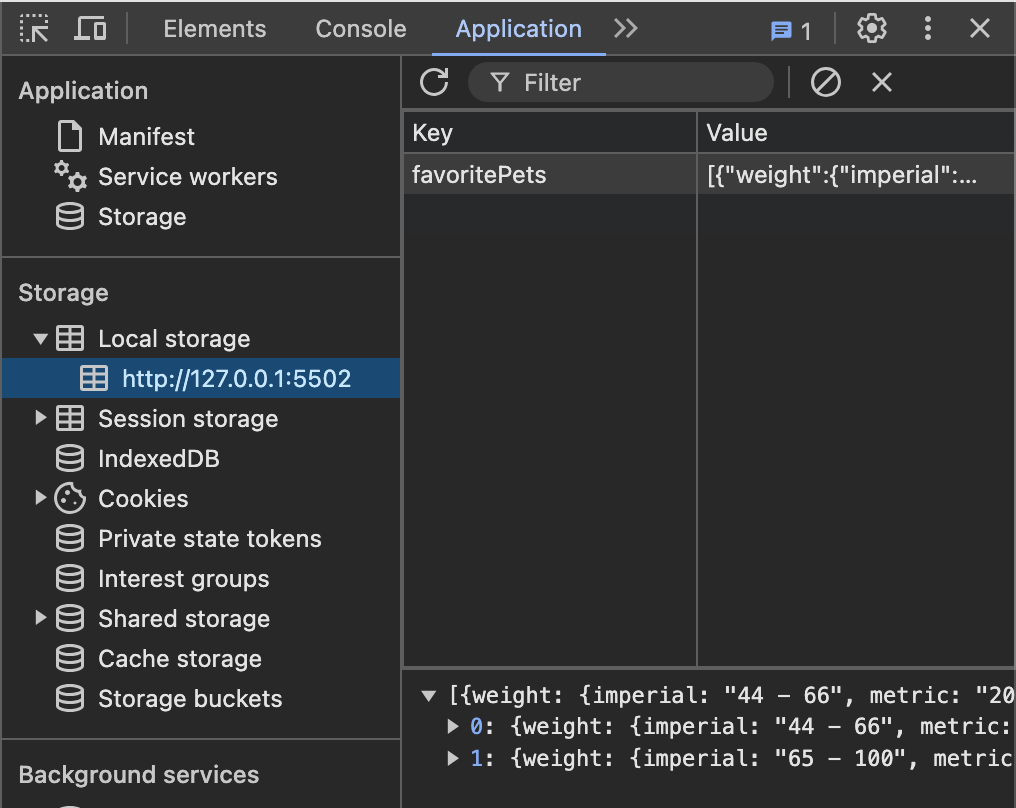 Elements Console Application 1
Application
Manifest
Service workers
Storage
Storage
Local storage
http://127.0.0.1:5502
Session storage
IndexedDB
Cookies
Private state tokens
Interest groups
Shared storage
Cache storage
Storage buckets
Background services
Filter
Key Value
favoritePets [{"weight":{"imperial":...
[{weight: {imperial: "44 – 66", metric: "20
0: {weight: {imperial: "44 – 66", metric:
1: {weight: {imperial: "65 – 100", metric